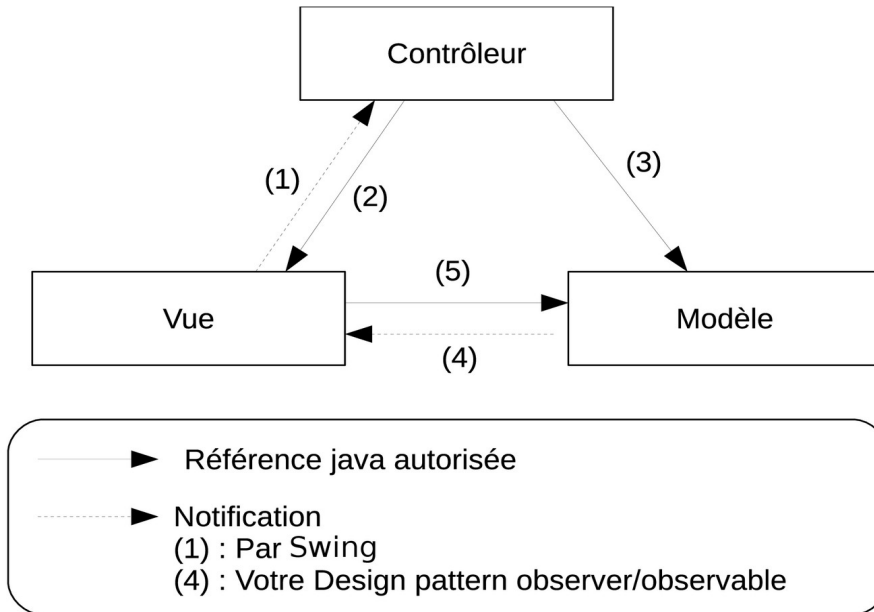 Contrôleur
(1)
(2)
(3)
(5)
Vue
Modèle
(4)
Référence java autorisée
Notification
(1) : Par Swing
(4) : Votre Design pattern observer/observable